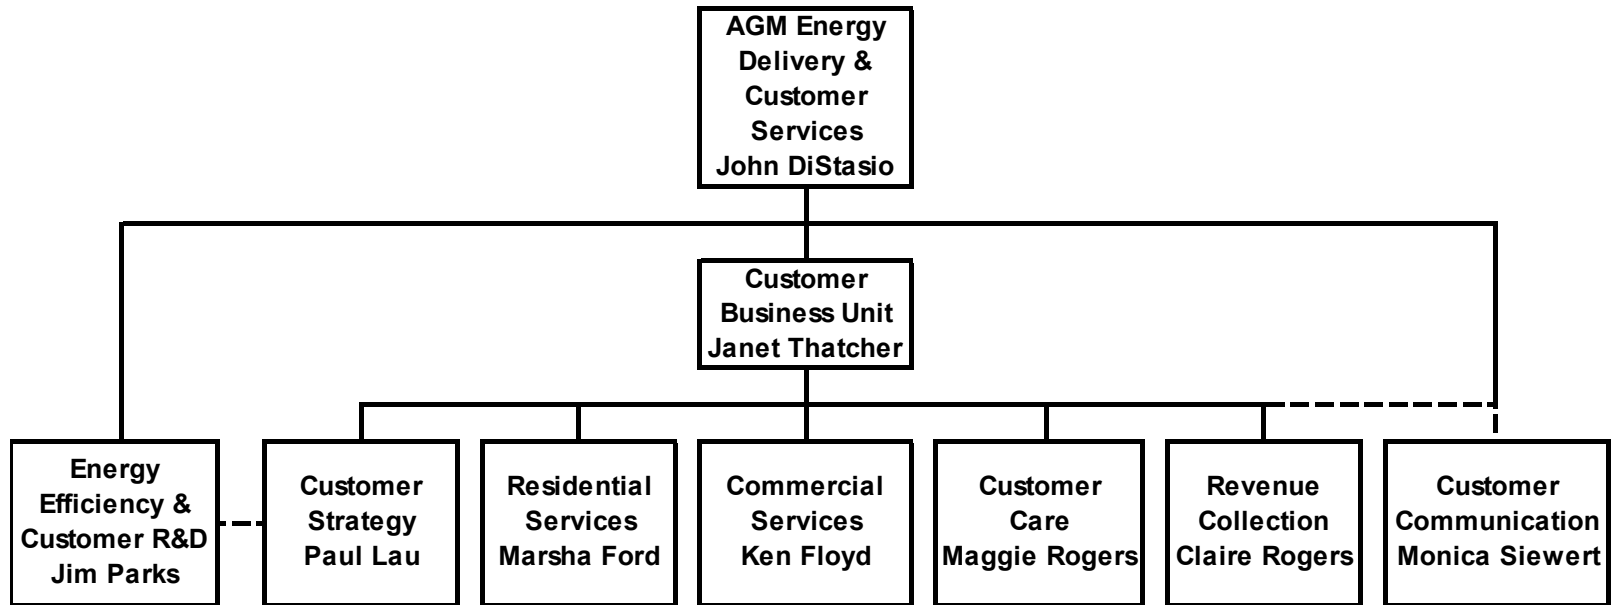 AGM Energy
Delivery &
Customer
Services
John DiStasio
Customer
Business Unit
Janet Thatcher
Energy
Efficiency &
Customer R&D
Jim Parks
Customer
Strategy
Paul Lau
Residential
Services
Marsha Ford
Commercial
Services
Ken Floyd
Customer
Care
Maggie Rogers
Revenue
Collection
Claire Rogers
Customer
Communication
Monica Siewert